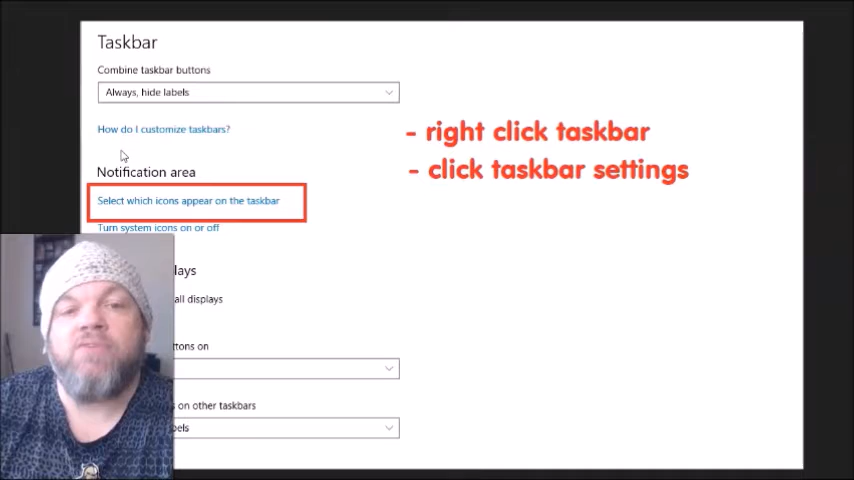 Taskbar
Combine taskbar buttons
Always, hide labels
How do I customize taskbars?
- right click taskbar
- click taskbar settings
Notification area
Select which icons appear on the taskbar
Turn system icons on or off
lays
all displays
ttons on
s on other taskbars
bels